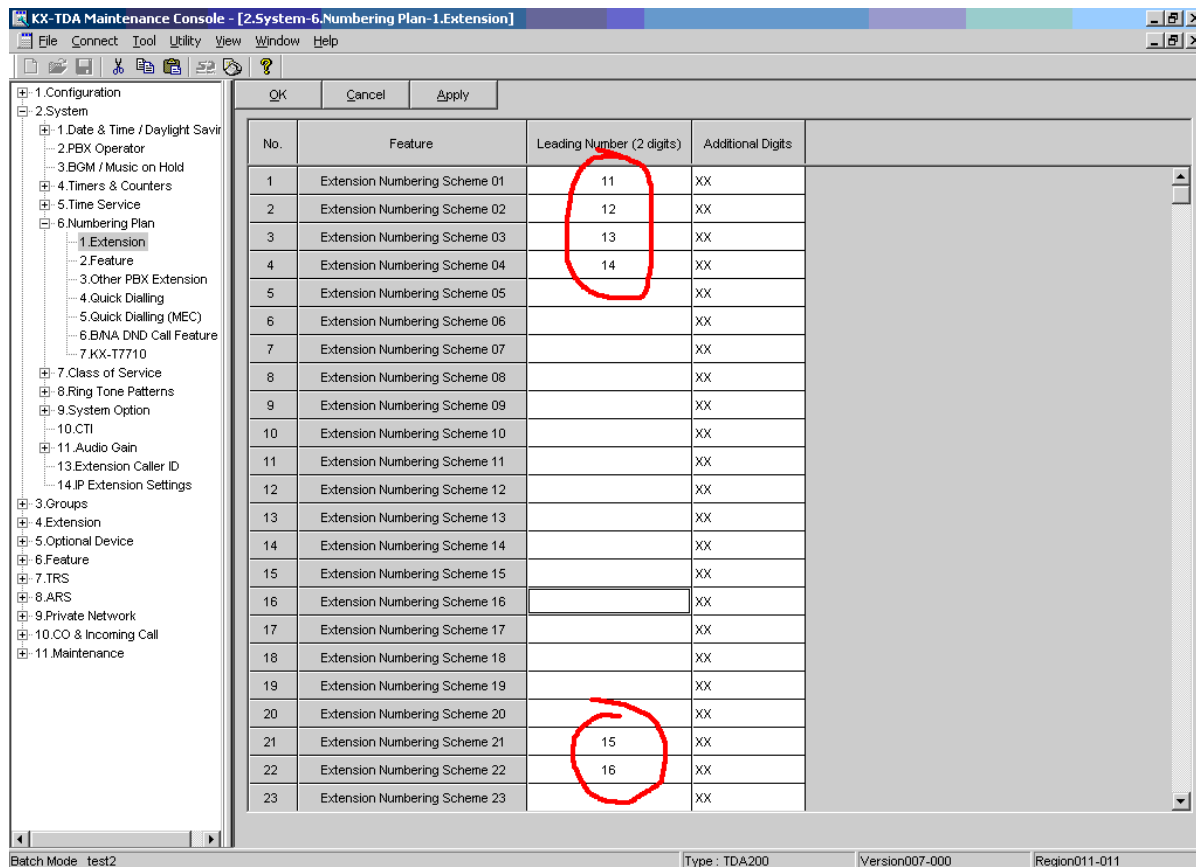 KX-TDA Maintenance Console - [2.System-6.Numbering Plan-1.Extension]
File Connect Tool Utility View Window Help
1.Configuration
2.System
1.Date & Time / Daylight Savir
2.PBX Operator
3.BGM / Music on Hold
4.Timers & Counters
5.Time Service
6.Numbering Plan
1.Extension
2.Feature
3.Other PBX Extension
4.Quick Dialling
5.Quick Dialling (MEC)
6.B/NA DND Call Feature
7.KX-T7710
7.Class of Service
8.Ring Tone Patterns
9.System Option
10.CTI
11.Audio Gain
13.Extension Caller ID
14.IP Extension Settings
3.Groups
4.Extension
5.Optional Device
6.Feature
7.TRS
8.ARS
9.Private Network
10.CO & Incoming Call
11.Maintenance
OK Cancel Apply
No. Feature Leading Number (2 digits) Additional Digits
1 Extension Numbering Scheme 01 11 XX
2 Extension Numbering Scheme 02 12 XX
3 Extension Numbering Scheme 03 13 XX
4 Extension Numbering Scheme 04 14 XX
5 Extension Numbering Scheme 05 XX
6 Extension Numbering Scheme 06 XX
7 Extension Numbering Scheme 07 XX
8 Extension Numbering Scheme 08 XX
9 Extension Numbering Scheme 09 XX
10 Extension Numbering Scheme 10 XX
11 Extension Numbering Scheme 11 XX
12 Extension Numbering Scheme 12 XX
13 Extension Numbering Scheme 13 XX
14 Extension Numbering Scheme 14 XX
15 Extension Numbering Scheme 15 XX
16 Extension Numbering Scheme 16 XX
17 Extension Numbering Scheme 17 XX
18 Extension Numbering Scheme 18 XX
19 Extension Numbering Scheme 19 XX
20 Extension Numbering Scheme 20 XX
21 Extension Numbering Scheme 21 15 XX
22 Extension Numbering Scheme 22 16 XX
23 Extension Numbering Scheme 23 XX
Batch Mode test2 Type : TDA200 Version007-000 Region011-011